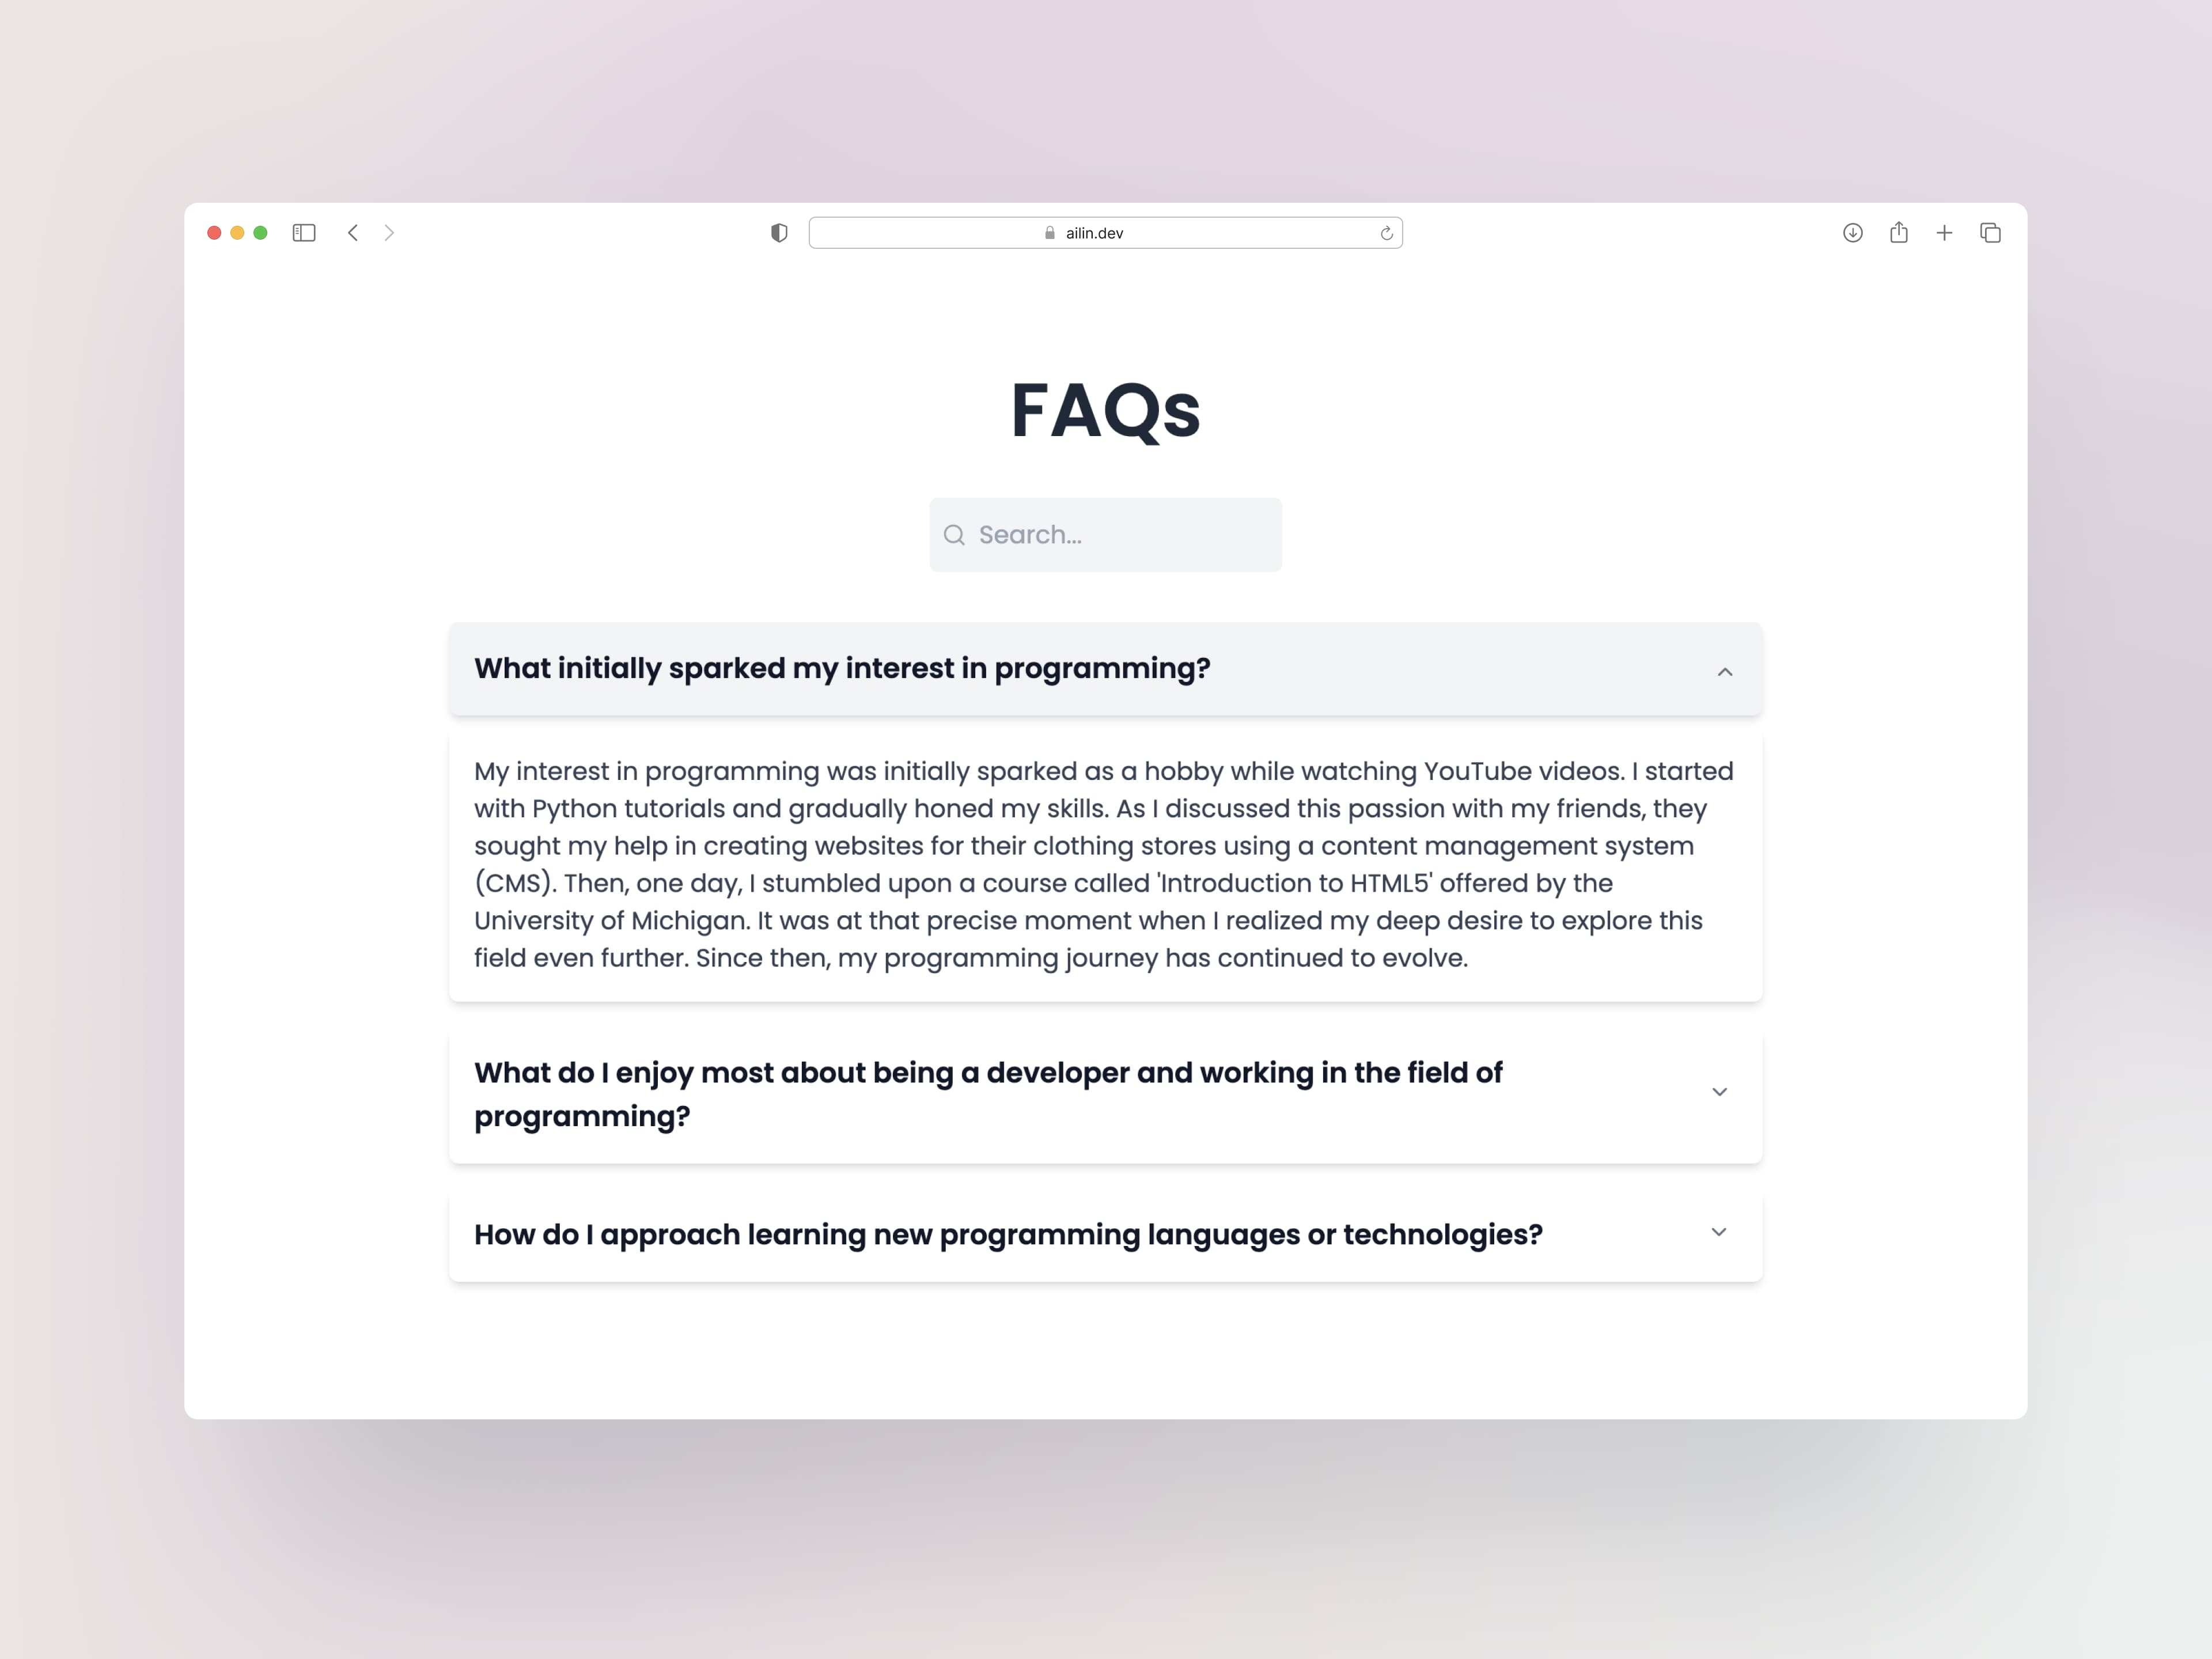 ailin.dev
FAQs
Search...
What initially sparked my interest in programming?
My interest in programming was initially sparked as a hobby while watching YouTube videos. I started
with Python tutorials and gradually honed my skills. As I discussed this passion with my friends, they
sought my help in creating websites for their clothing stores using a content management system
(CMS). Then, one day, I stumbled upon a course called 'Introduction to HTML5' offered by the
University of Michigan. It was at that precise moment when I realized my deep desire to explore this
field even further. Since then, my programming journey has continued to evolve.
What do I enjoy most about being a developer and working in the field of
programming?
How do I approach learning new programming languages or technologies?